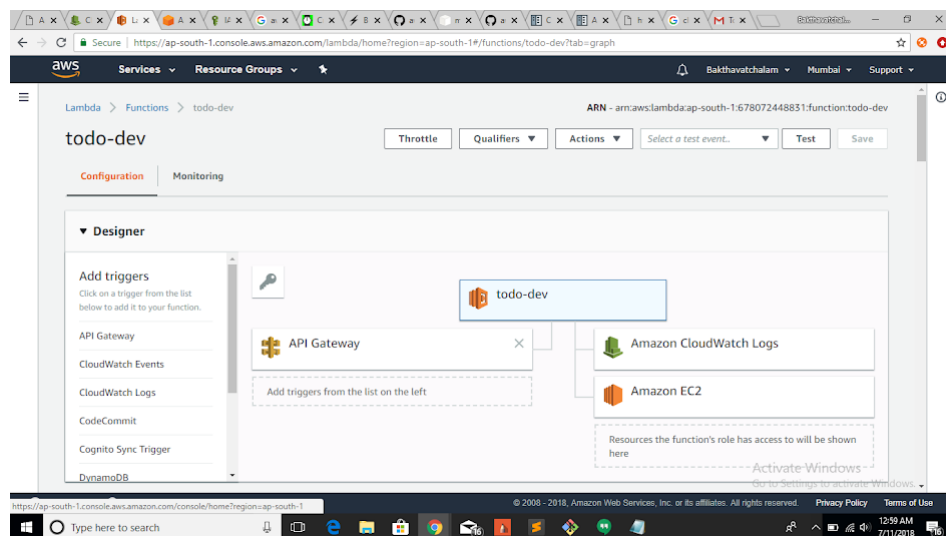 Secure | https://ap-south-1.console.aws.amazon.com/lambda/home?region=ap-south-1#/functions/todo-dev?tab=graph
aws Services Resource Groups Bakthavatchalam Mumbai Support
Lambda > Functions > todo-dev ARN - arn:aws:lambda:ap-south-1:678072448831:function:todo-dev
todo-dev Throttle Qualifiers Actions Select a test event.. Test Save
Configuration Monitoring
Designer
Add triggers
Click on a trigger from the list
below to add it to your function.
API Gateway
CloudWatch Events
CloudWatch Logs
CodeCommit
Cognito Sync Trigger
DynamoDB
todo-dev
API Gateway
Add triggers from the list on the left
Amazon CloudWatch Logs
Amazon EC2
Resources the function's role has access to will be shown
here
Activate Windows
Go to Settings to activate Windows.
https://ap-south-1.console.aws.amazon.com/console/home?region=ap-south-1
© 2008 - 2018, Amazon Web Services, Inc. or its affiliates. All rights reserved. Privacy Policy Terms of Use
Type here to search
12:59 AM
7/11/2018